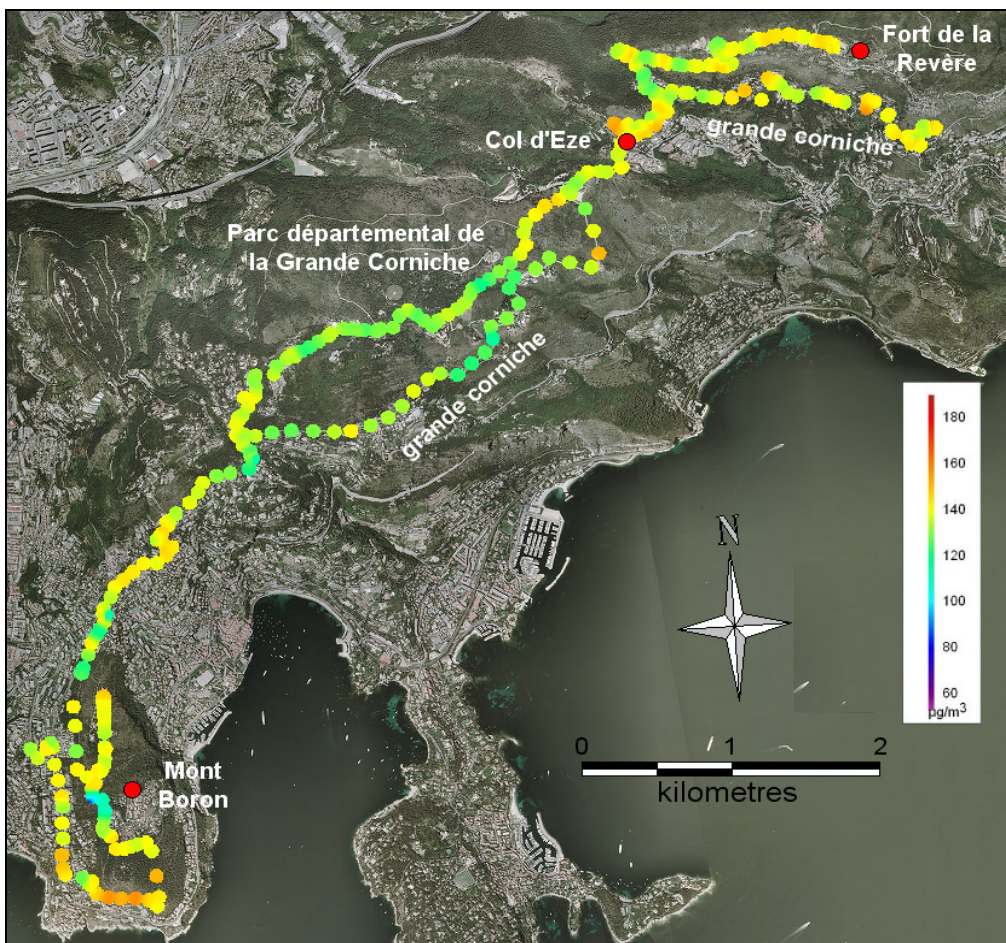 Fort de la
Revère
Col d'Eze
grande corniche
Parc départemental de
la Grande Corniche
grande corniche
180
160
140
120
100
80
60
µg/m³
N
0 1 2
kilometres
Mont
Boron